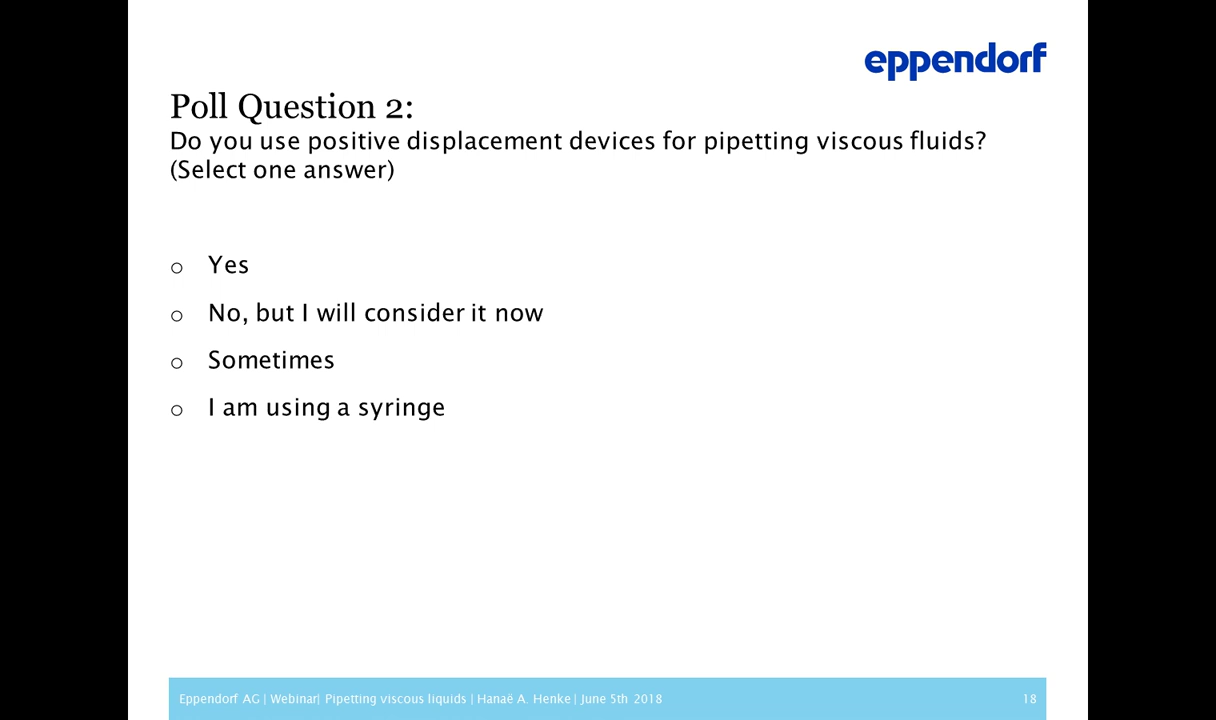 eppendorf
Poll Question 2:
Do you use positive displacement devices for pipetting viscous fluids?
(Select one answer)
o Yes
o No, but I will consider it now
o Sometimes
o I am using a syringe
Eppendorf AG | Webinar| Pipetting viscous liquids | Hanaë A. Henke | June 5th 2018 18